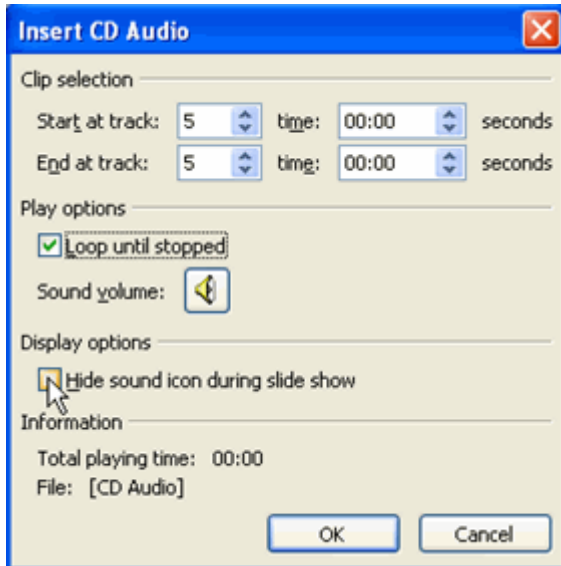 Insert CD Audio
Clip selection
Start at track: 5 time: 00:00 seconds
End at track: 5 time: 00:00 seconds
Play options
Loop until stopped
Sound volume:
Display options
Hide sound icon during slide show
Information
Total playing time: 00:00
File: [CD Audio]
OK Cancel